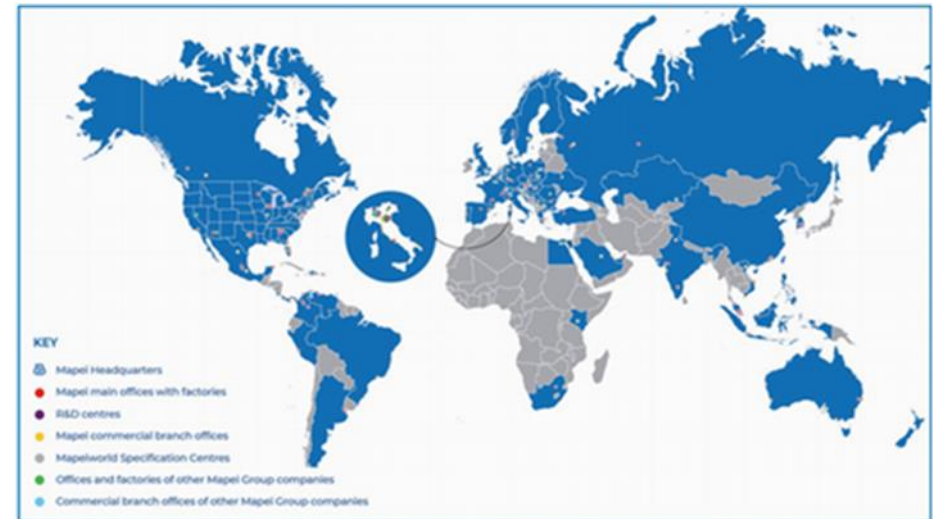 KEY
Mapei Headquarters
Mapei main offices with factories
R&D centres
Mapei commercial branch offices
Mapeiworld Specification Centres
Offices and factories of other Mapei Group companies
Commercial branch offices of other Mapei Group companies